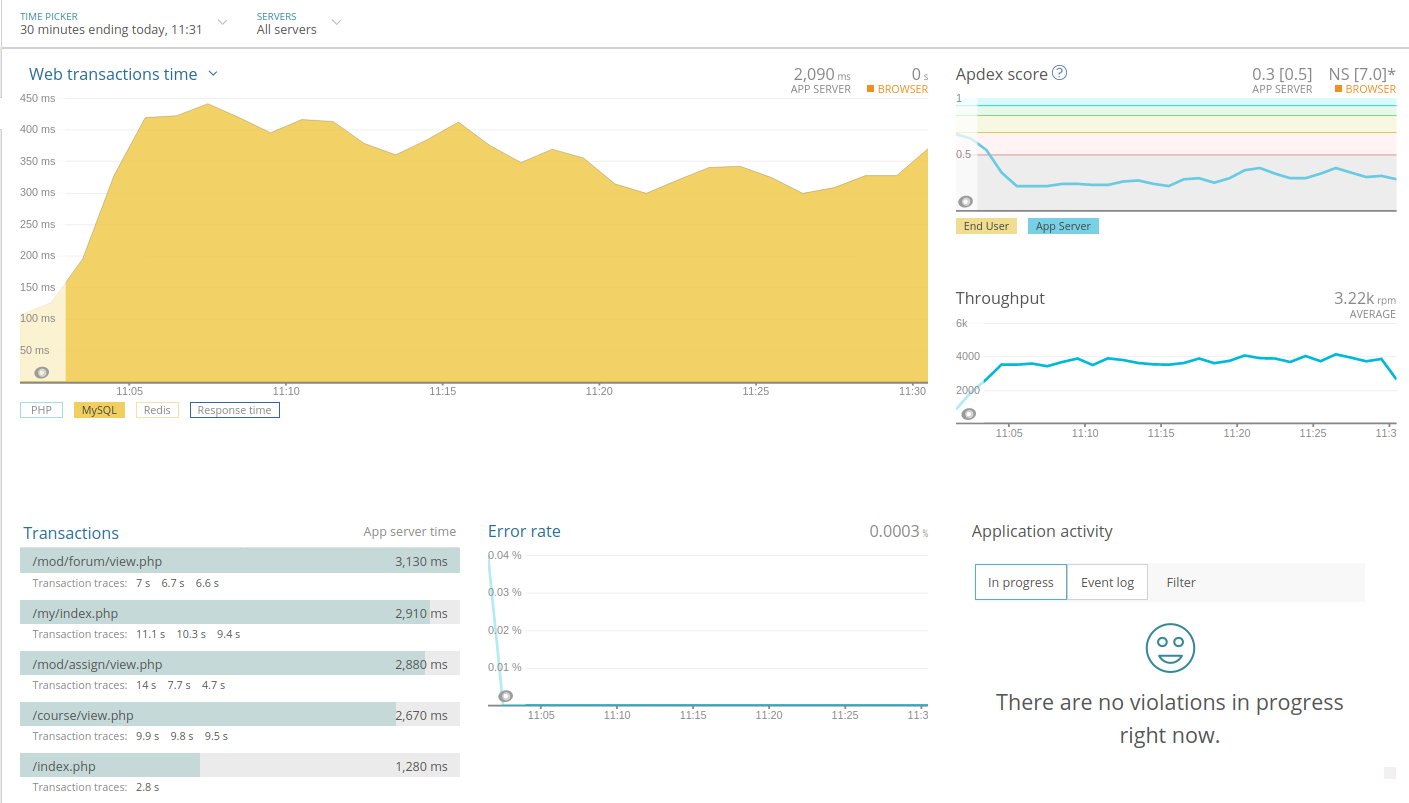 TIME PICKER
30 minutes ending today, 11:31
SERVERS
All servers
Web transactions time
2,090 ms
APP SERVER
0 s
BROWSER
450 ms
400 ms
350 ms
300 ms
250 ms
200 ms
150 ms
100 ms
50 ms
11:05 11:10 11:15 11:20 11:25 11:30
PHP MySQL Redis Response time
Apdex score ?
0.3 [0.5]
APP SERVER
NS [7.0]*
BROWSER
1
0.5
End User App Server
Throughput
3.22k rpm
AVERAGE
6k
4000
2000
11:05 11:10 11:15 11:20 11:25 11:3
Transactions App server time
/mod/forum/view.php 3,130 ms
Transaction traces: 7 s 6.7 s 6.6 s
/my/index.php 2,910 ms
Transaction traces: 11.1 s 10.3 s 9.4 s
/mod/assign/view.php 2,880 ms
Transaction traces: 14 s 7.7 s 4.7 s
/course/view.php 2,670 ms
Transaction traces: 9.9 s 9.8 s 9.5 s
/index.php 1,280 ms
Transaction traces: 2.8 s
Error rate 0.0003 %
0.04 %
0.03 %
0.02 %
0.01 %
11:05 11:10 11:15 11:20 11:25 11:3
Application activity
In progress Event log Filter
There are no violations in progress
right now.